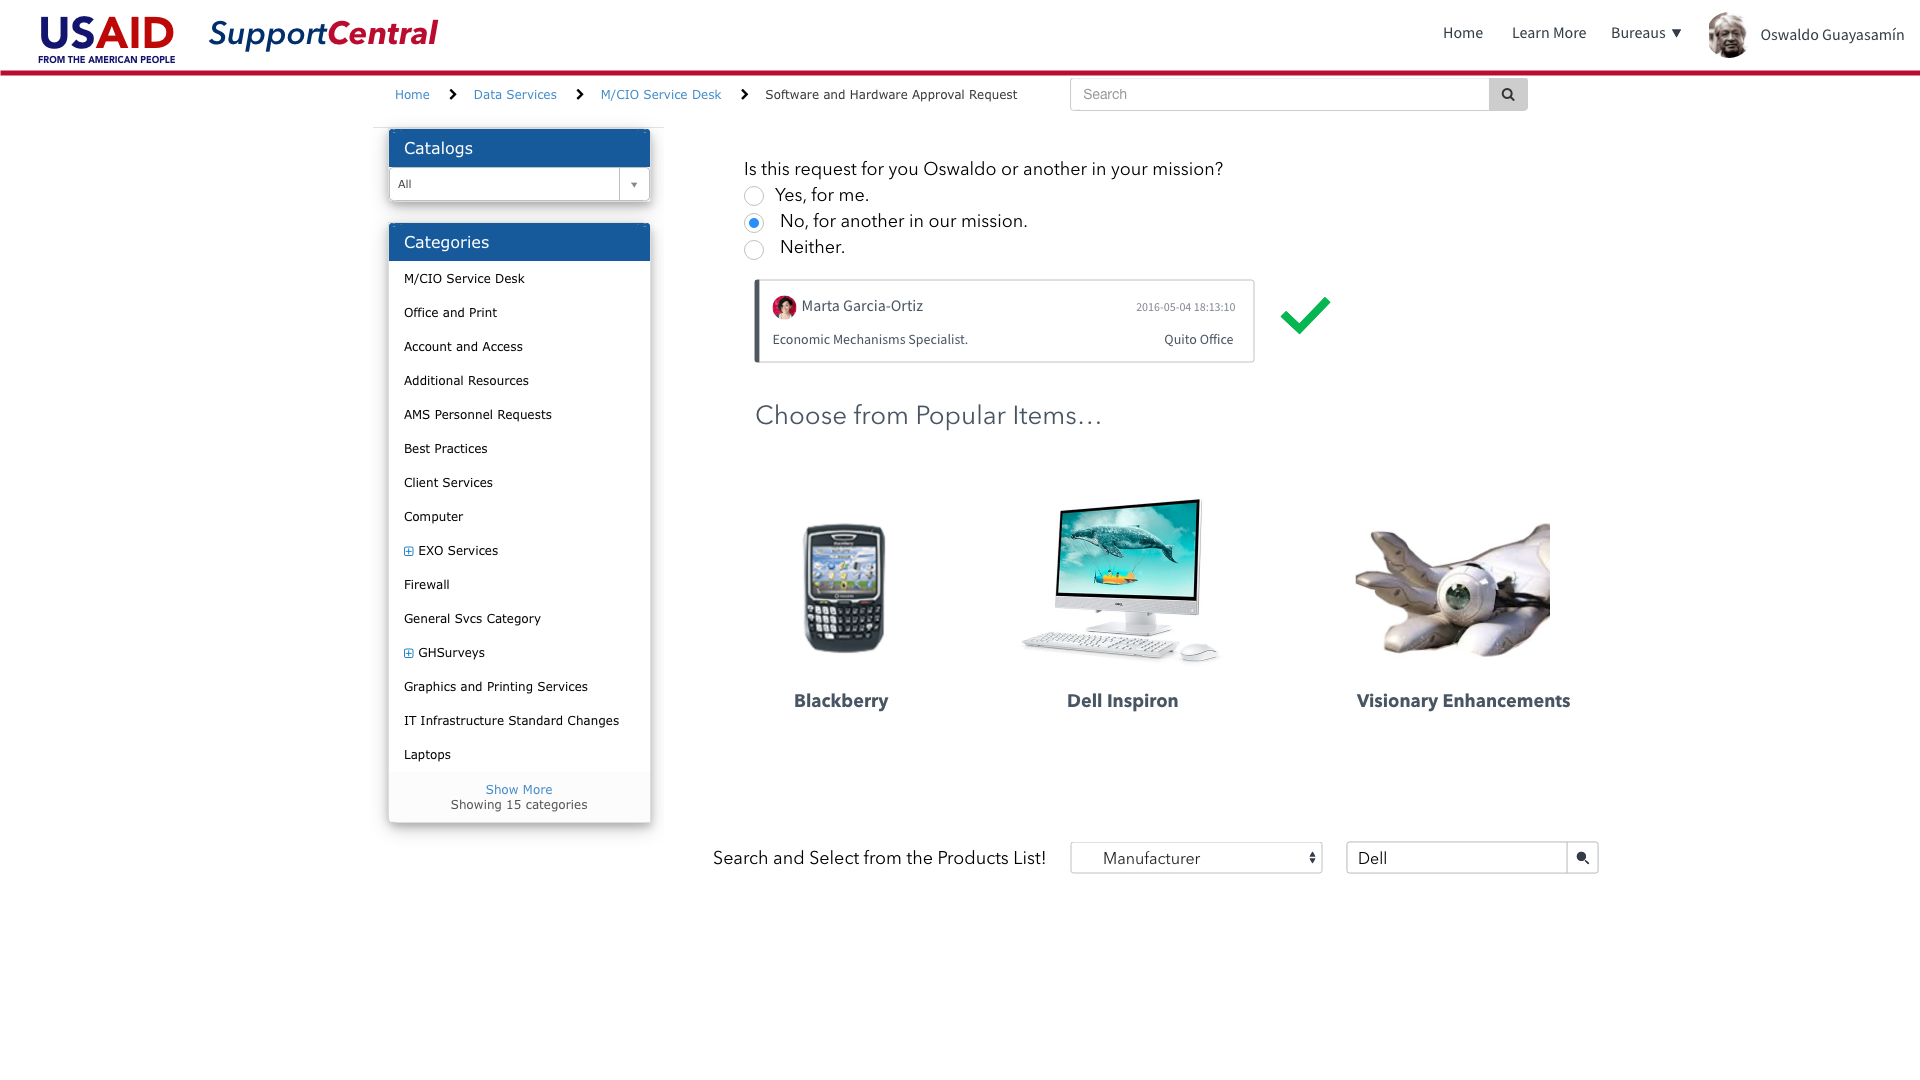 USAID
FROM THE AMERICAN PEOPLE
SupportCentral
Home
Learn More
Bureaus ▼
Oswaldo Guayasamín
Home
Data Services
M/CIO Service Desk
Software and Hardware Approval Request
Search
Catalogs
All
Categories
M/CIO Service Desk
Office and Print
Account and Access
Additional Resources
AMS Personnel Requests
Best Practices
Client Services
Computer
EXO Services
Firewall
General Svcs Category
GHSurveys
Graphics and Printing Services
IT Infrastructure Standard Changes
Laptops
Show More
Showing 15 categories
Is this request for you Oswaldo or another in your mission?
Yes, for me.
No, for another in our mission.
Neither.
Marta Garcia-Ortiz
2016-05-04 18:13:10
Economic Mechanisms Specialist.
Quito Office
Choose from Popular Items…
Blackberry
Dell Inspiron
Visionary Enhancements
Search and Select from the Products List!
Manufacturer
Dell